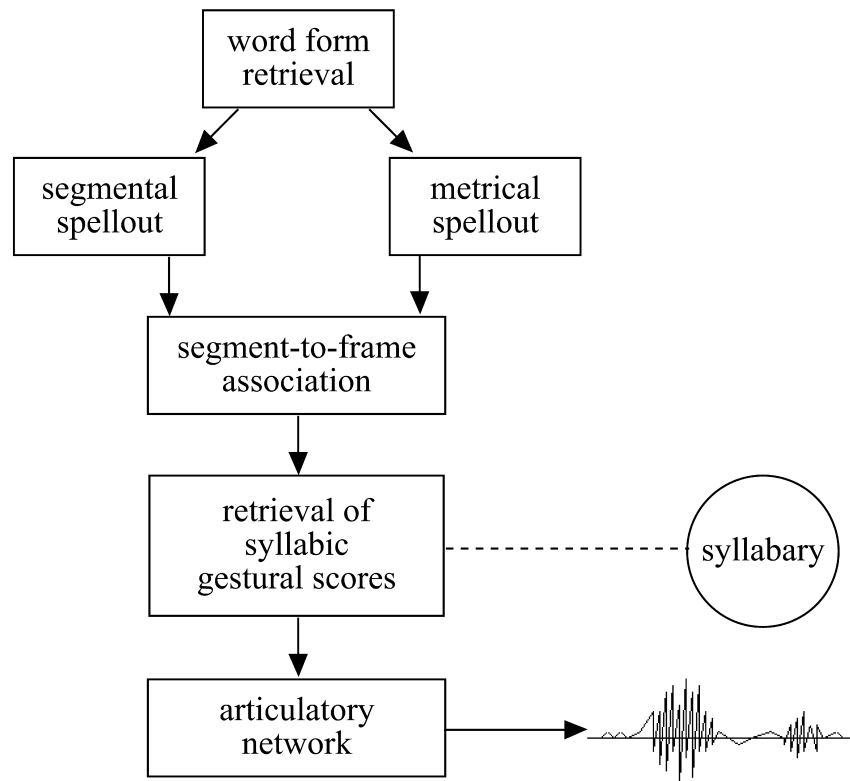 word form
retrieval
segmental
spellout
metrical
spellout
segment-to-frame
association
retrieval of
syllabic
gestural scores
syllabary
articulatory
network